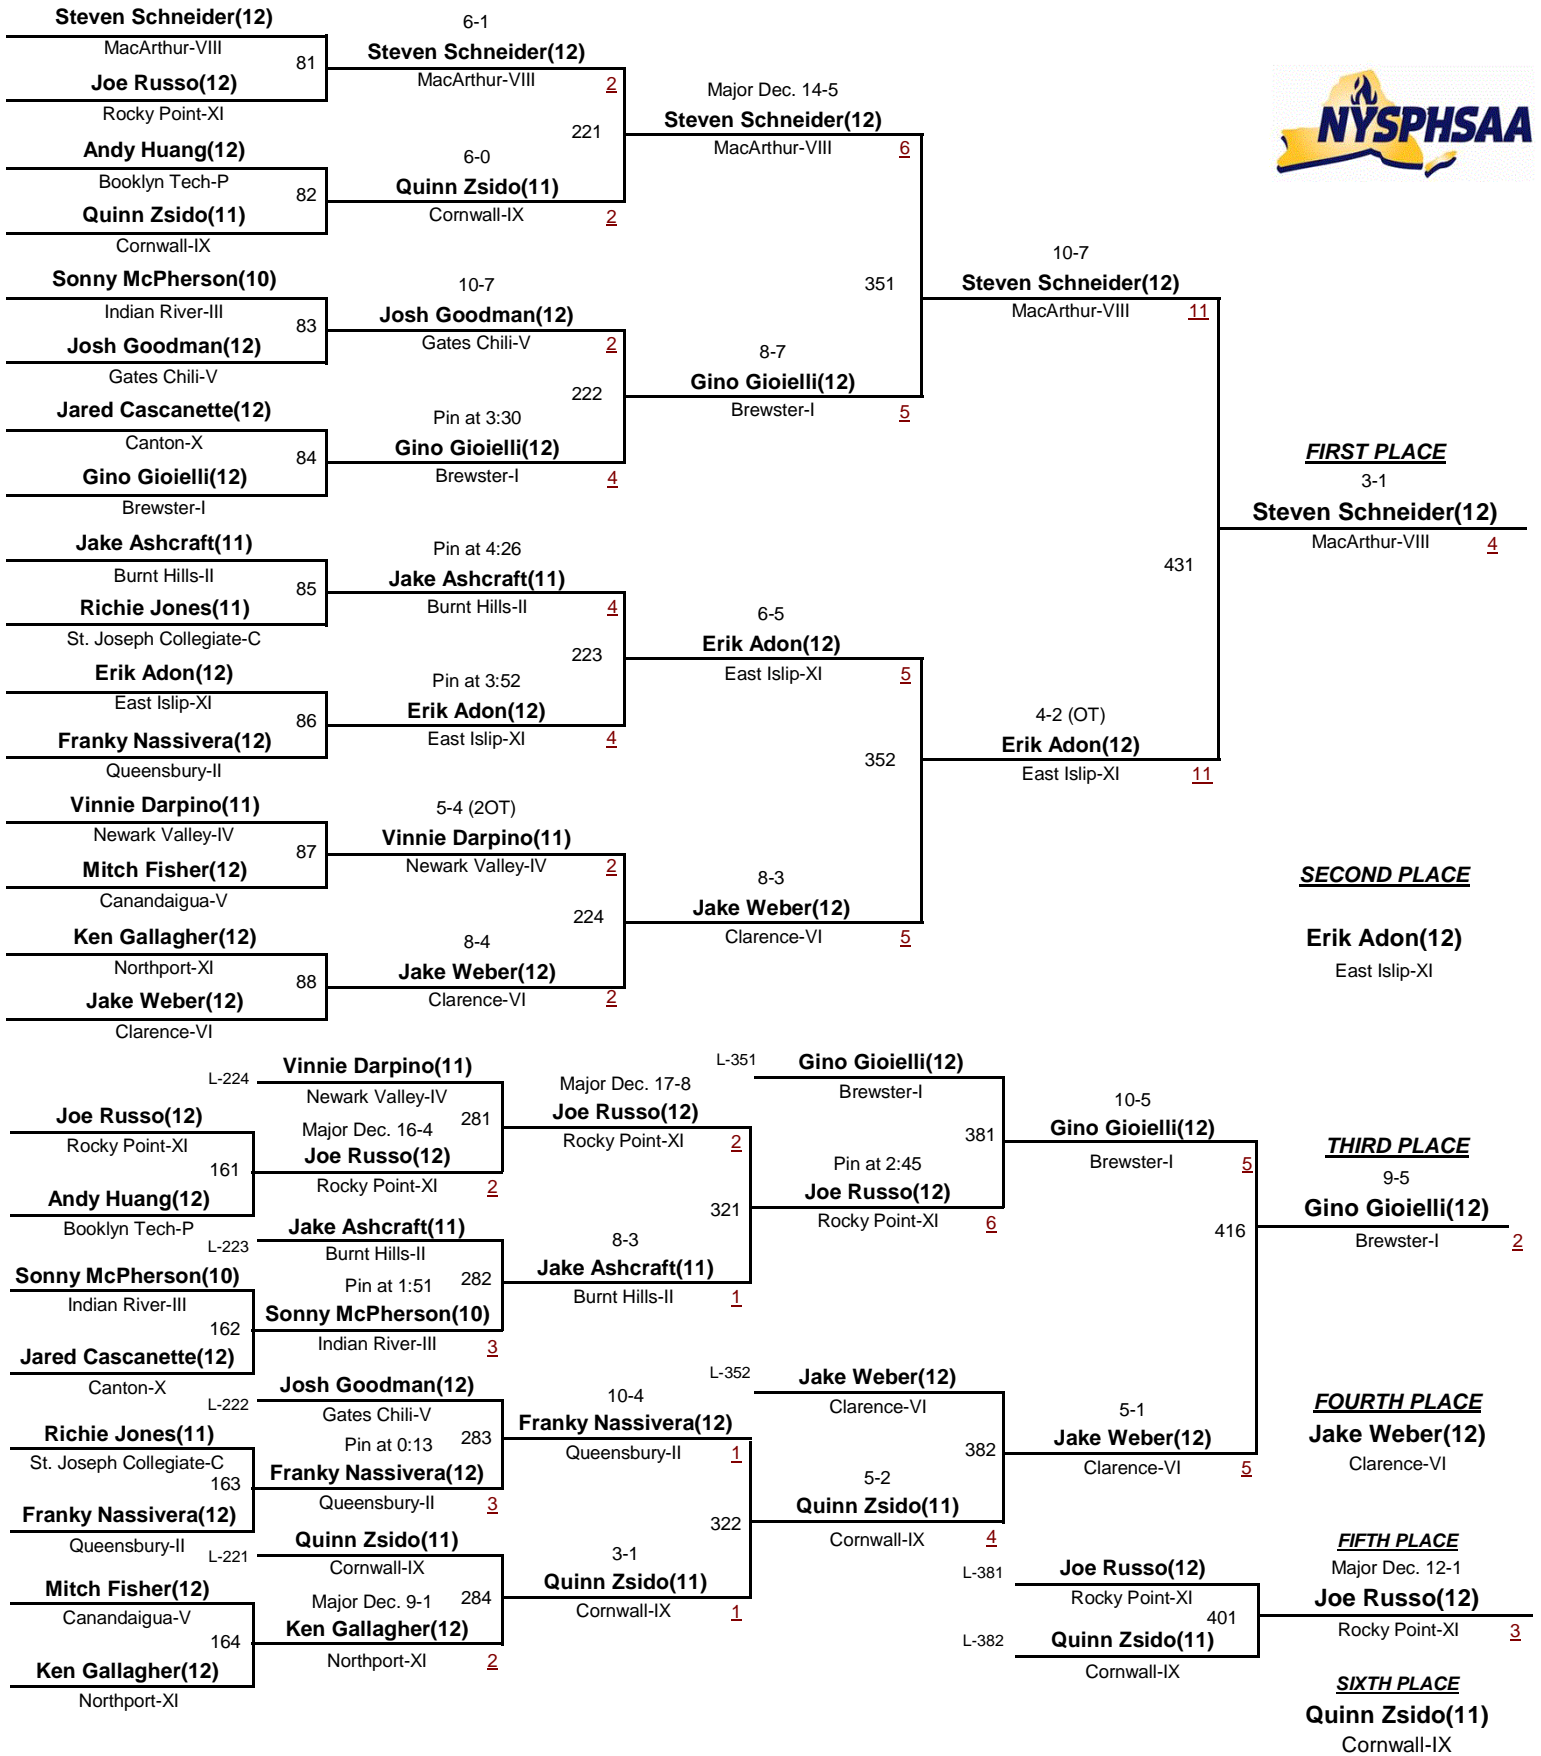 Steven Schneider(12)
MacArthur-VIII
81
Joe Russo(12)
Rocky Point-XI
Andy Huang(12)
Booklyn Tech-P
82
Quinn Zsido(11)
Cornwall-IX
Sonny McPherson(10)
Indian River-III
83
Josh Goodman(12)
Gates Chili-V
Jared Cascanette(12)
Canton-X
84
Gino Gioielli(12)
Brewster-I
Jake Ashcraft(11)
Burnt Hills-II
85
Richie Jones(11)
St. Joseph Collegiate-C
Erik Adon(12)
East Islip-XI
86
Franky Nassivera(12)
Queensbury-II
Vinnie Darpino(11)
Newark Valley-IV
87
Mitch Fisher(12)
Canandaigua-V
Ken Gallagher(12)
Northport-XI
88
Jake Weber(12)
Clarence-VI
6-1
Steven Schneider(12)
MacArthur-VIII 2
221
6-0
Quinn Zsido(11)
Cornwall-IX 2
10-7
Josh Goodman(12)
Gates Chili-V 2
222
Pin at 3:30
Gino Gioielli(12)
Brewster-I 4
Pin at 4:26
Jake Ashcraft(11)
Burnt Hills-II 4
223
Pin at 3:52
Erik Adon(12)
East Islip-XI 4
5-4 (2OT)
Vinnie Darpino(11)
Newark Valley-IV 2
224
8-4
Jake Weber(12)
Clarence-VI 2
Major Dec. 14-5
Steven Schneider(12)
MacArthur-VIII 6
351
8-7
Gino Gioielli(12)
Brewster-I 5
6-5
Erik Adon(12)
East Islip-XI 5
352
8-3
Jake Weber(12)
Clarence-VI 5
10-7
Steven Schneider(12)
MacArthur-VIII 11
431
4-2 (OT)
Erik Adon(12)
East Islip-XI 11
NYSPHSAA
FIRST PLACE
3-1
Steven Schneider(12)
MacArthur-VIII 4
SECOND PLACE
Erik Adon(12)
East Islip-XI
Joe Russo(12)
Rocky Point-XI
161
Andy Huang(12)
Booklyn Tech-P
Sonny McPherson(10)
Indian River-III
162
Jared Cascanette(12)
Canton-X
Richie Jones(11)
St. Joseph Collegiate-C
163
Franky Nassivera(12)
Queensbury-II
Mitch Fisher(12)
Canandaigua-V
164
Ken Gallagher(12)
Northport-XI
L-224 Vinnie Darpino(11)
Newark Valley-IV
281
Major Dec. 16-4
Joe Russo(12)
Rocky Point-XI 2
L-223 Jake Ashcraft(11)
Burnt Hills-II
282
Pin at 1:51
Sonny McPherson(10)
Indian River-III 3
L-222 Josh Goodman(12)
Gates Chili-V
283
Pin at 0:13
Franky Nassivera(12)
Queensbury-II 3
L-221 Quinn Zsido(11)
Cornwall-IX
284
Major Dec. 9-1
Ken Gallagher(12)
Northport-XI 2
Major Dec. 17-8
Joe Russo(12)
Rocky Point-XI 2
321
8-3
Jake Ashcraft(11)
Burnt Hills-II 1
10-4
Franky Nassivera(12)
Queensbury-II 1
322
3-1
Quinn Zsido(11)
Cornwall-IX 1
L-351 Gino Gioielli(12)
Brewster-I
381
Pin at 2:45
Joe Russo(12)
Rocky Point-XI 6
L-352 Jake Weber(12)
Clarence-VI
382
5-2
Quinn Zsido(11)
Cornwall-IX 4
10-5
Gino Gioielli(12)
Brewster-I 5
416
5-1
Jake Weber(12)
Clarence-VI 5
L-381 Joe Russo(12)
Rocky Point-XI
401
L-382 Quinn Zsido(11)
Cornwall-IX
THIRD PLACE
9-5
Gino Gioielli(12)
Brewster-I 2
FOURTH PLACE
Jake Weber(12)
Clarence-VI
FIFTH PLACE
Major Dec. 12-1
Joe Russo(12)
Rocky Point-XI 3
SIXTH PLACE
Quinn Zsido(11)
Cornwall-IX